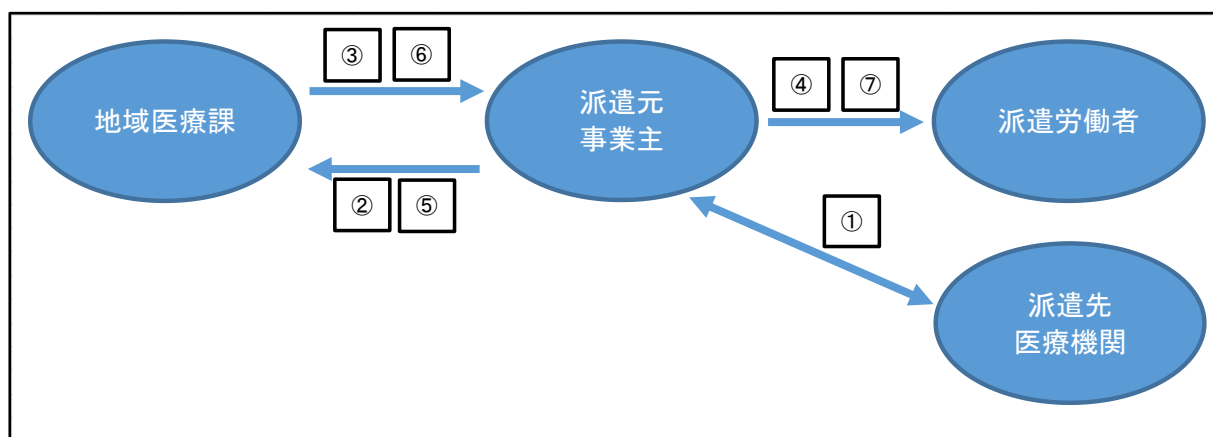 ③ ⑥
④ ⑦
地域医療課
派遣元
事業主
派遣労働者
② ⑤
①
派遣先
医療機関